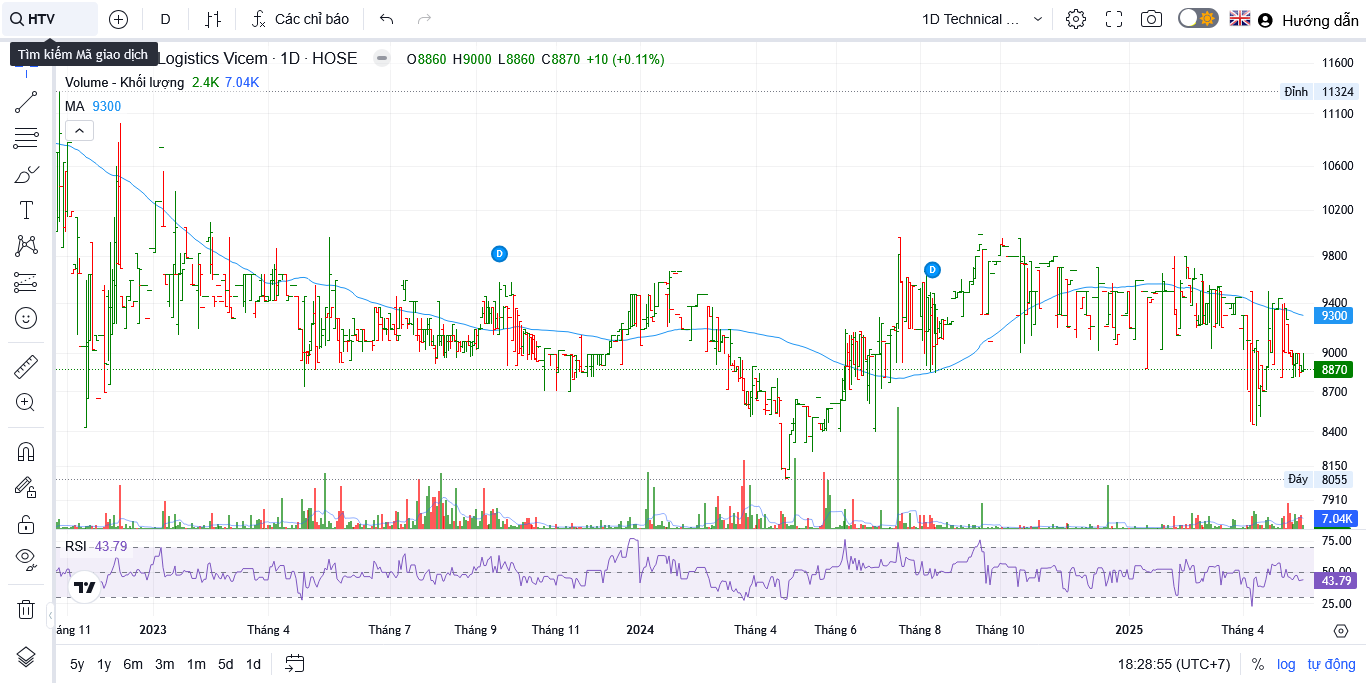 HTV
D
Các chỉ báo
1D Technical ...
Hướng dẫn
Tìm kiếm Mã giao dịch
Logistics Vicem · 1D · HOSE
O8860 H9000 L8860 C8870 +10 (+0.11%)
Volume - Khối lượng 2.4K 7.04K
MA 9300
11600
Đỉnh 11324
11100
10600
10200
9800
9400
9300
9000
8870
8700
8400
8150
Đáy 8055
7910
7.04K
D
D
RSI 43.79
75.00
50.00
43.79
25.00
áng 11 2023 Tháng 4 Tháng 7 Tháng 9 Tháng 11 2024 Tháng 4 Tháng 6 Tháng 8 Tháng 10 2025 Tháng 4
5y 1y 6m 3m 1m 5d 1d
18:28:55 (UTC+7) % log tự động